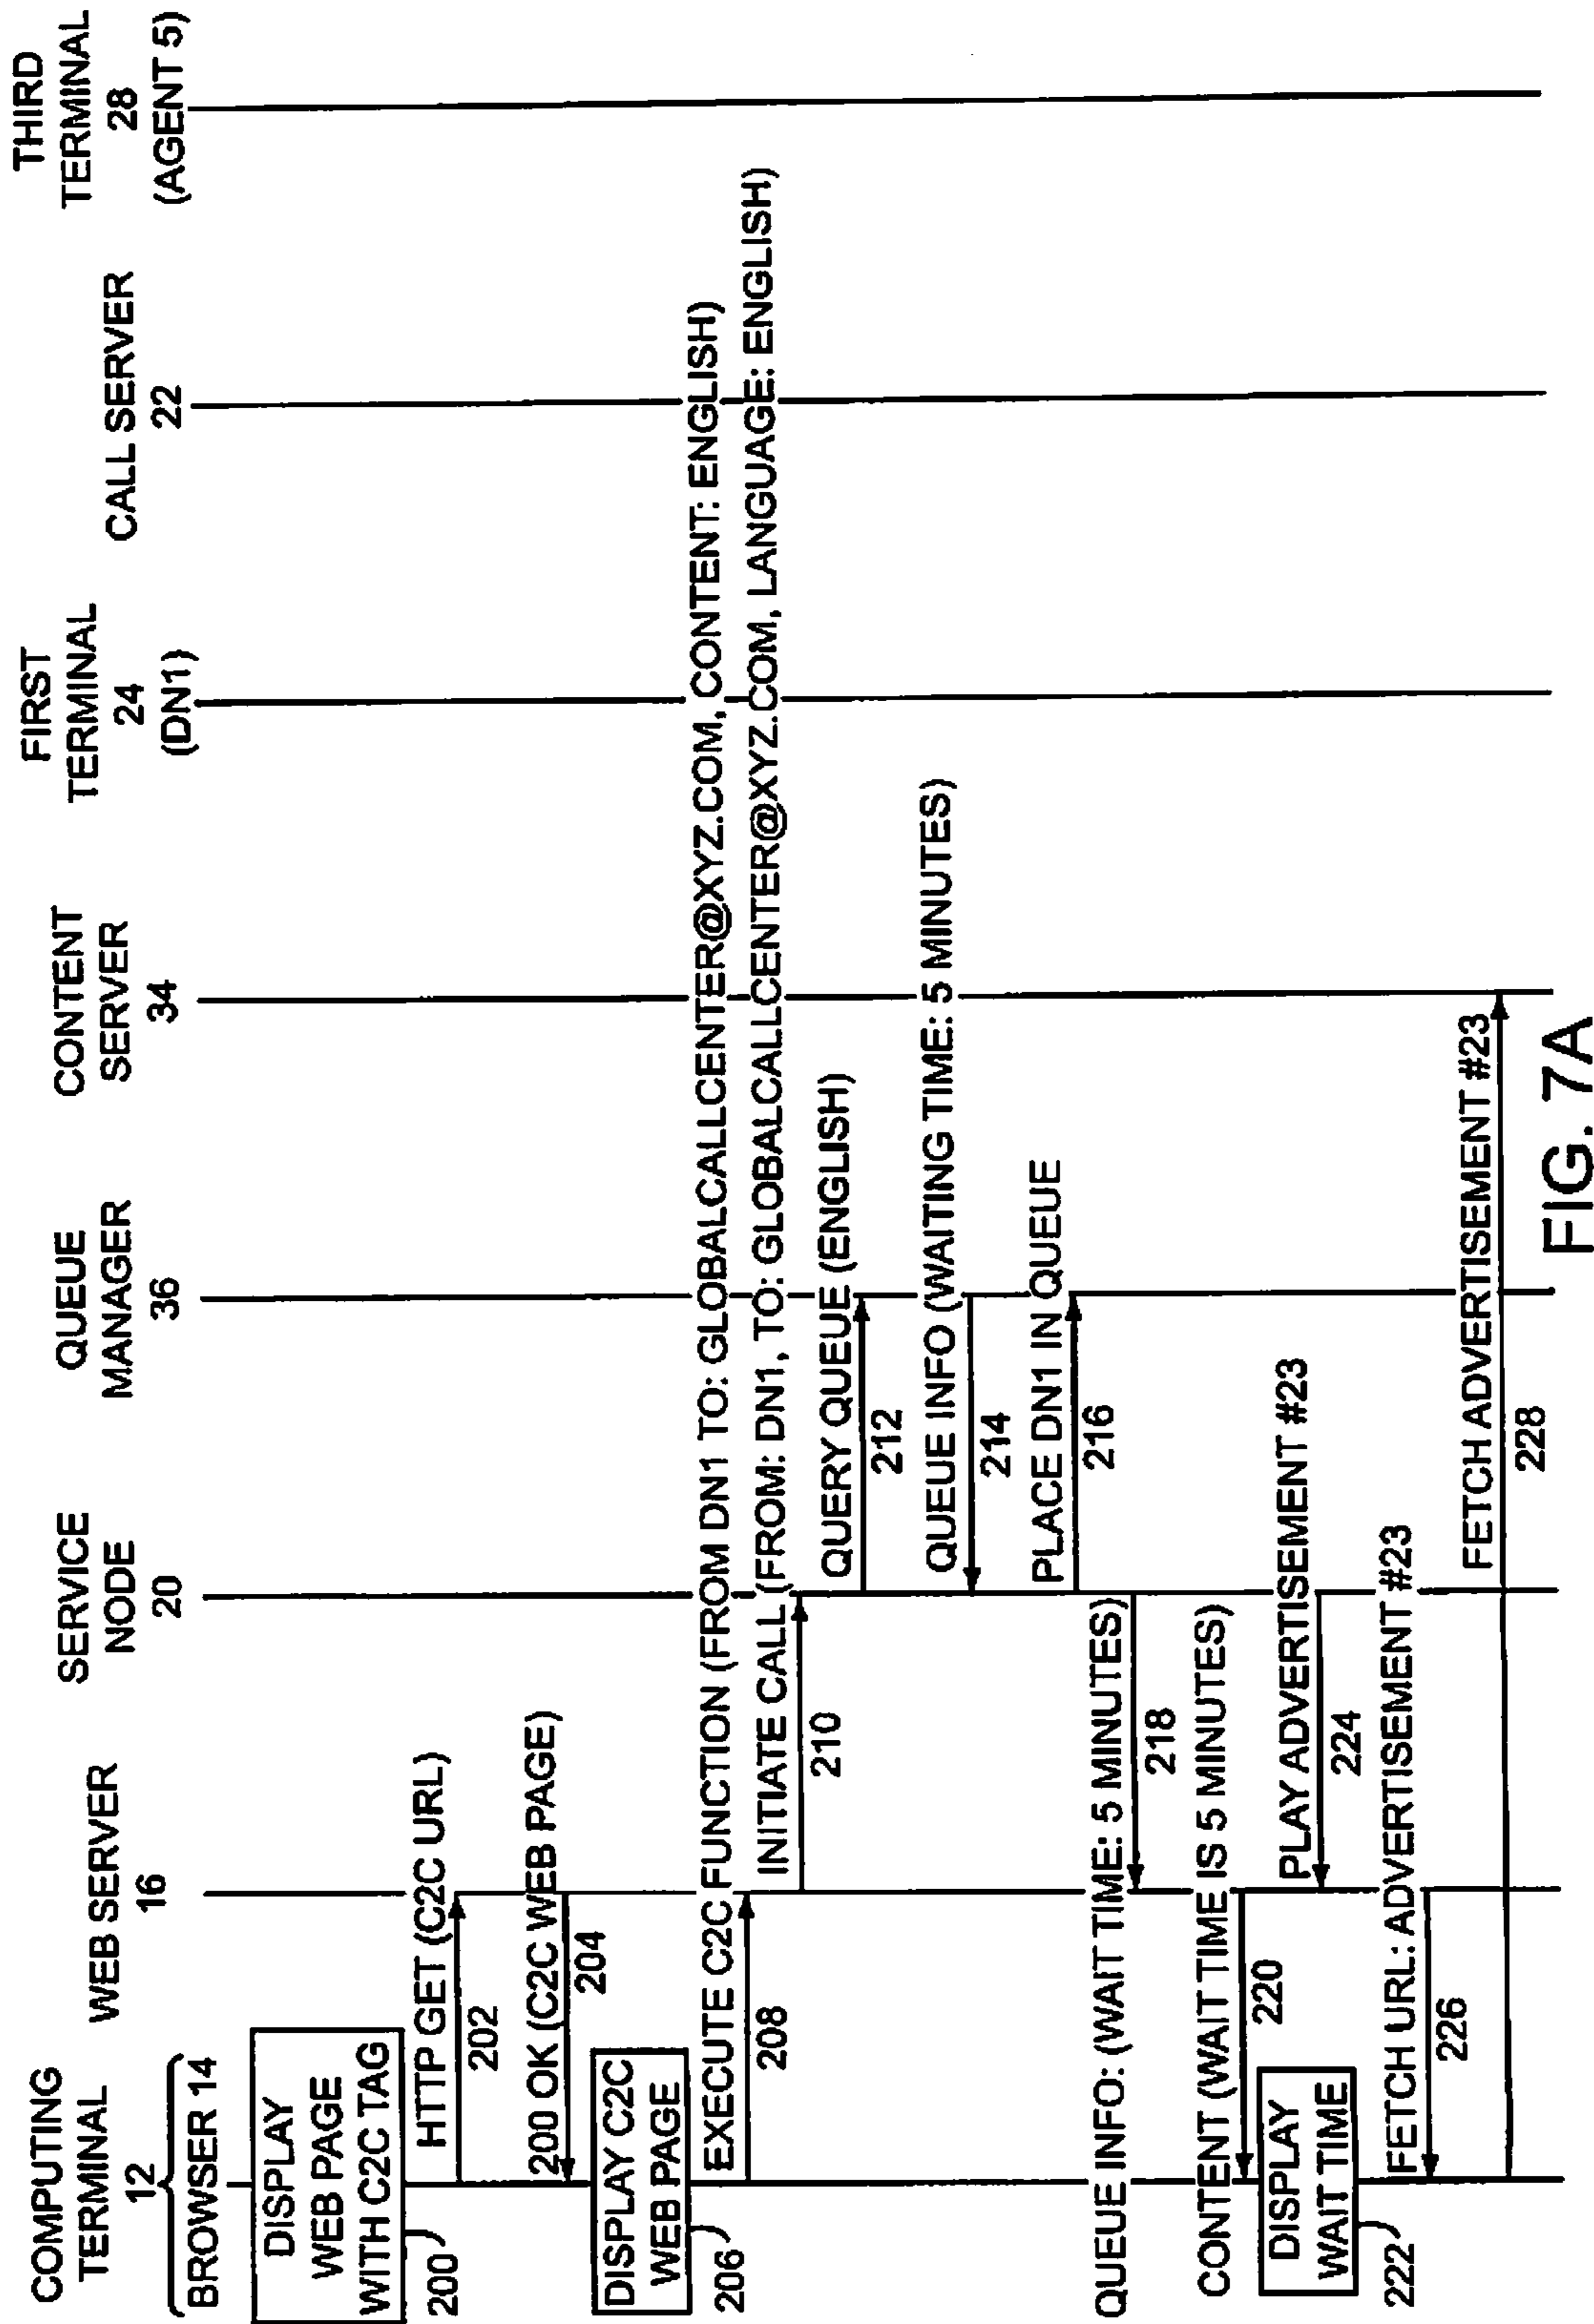 COMPUTING
TERMINAL
12
BROWSER 14
WEB SERVER
16
SERVICE
NODE
20
QUEUE
MANAGER
36
CONTENT
SERVER
34
FIRST
TERMINAL
24
(DN1)
CALL SERVER
22
THIRD
TERMINAL
28
(AGENT 5)
DISPLAY
WEB PAGE
WITH C2C TAG
200
HTTP GET (C2C URL)
202
200 OK (C2C WEB PAGE)
204
DISPLAY C2C
WEB PAGE
206
EXECUTE C2C FUNCTION (FROM DN1 TO: GLOBALCALLCENTER@XYZ.COM, CONTENT: ENGLISH)
208
INITIATE CALL (FROM: DN1, TO: GLOBALCALLCENTER@XYZ.COM, LANGUAGE: ENGLISH)
210
QUERY QUEUE (ENGLISH)
212
QUEUE INFO (WAITING TIME: 5 MINUTES)
214
PLACE DN1 IN QUEUE
216
QUEUE INFO: (WAIT TIME: 5 MINUTES)
218
CONTENT (WAIT TIME IS 5 MINUTES)
220
DISPLAY
WAIT TIME
222
PLAY ADVERTISEMENT #23
224
FETCH URL: ADVERTISEMENT #23
226
FETCH ADVERTISEMENT #23
228
FIG. 7A